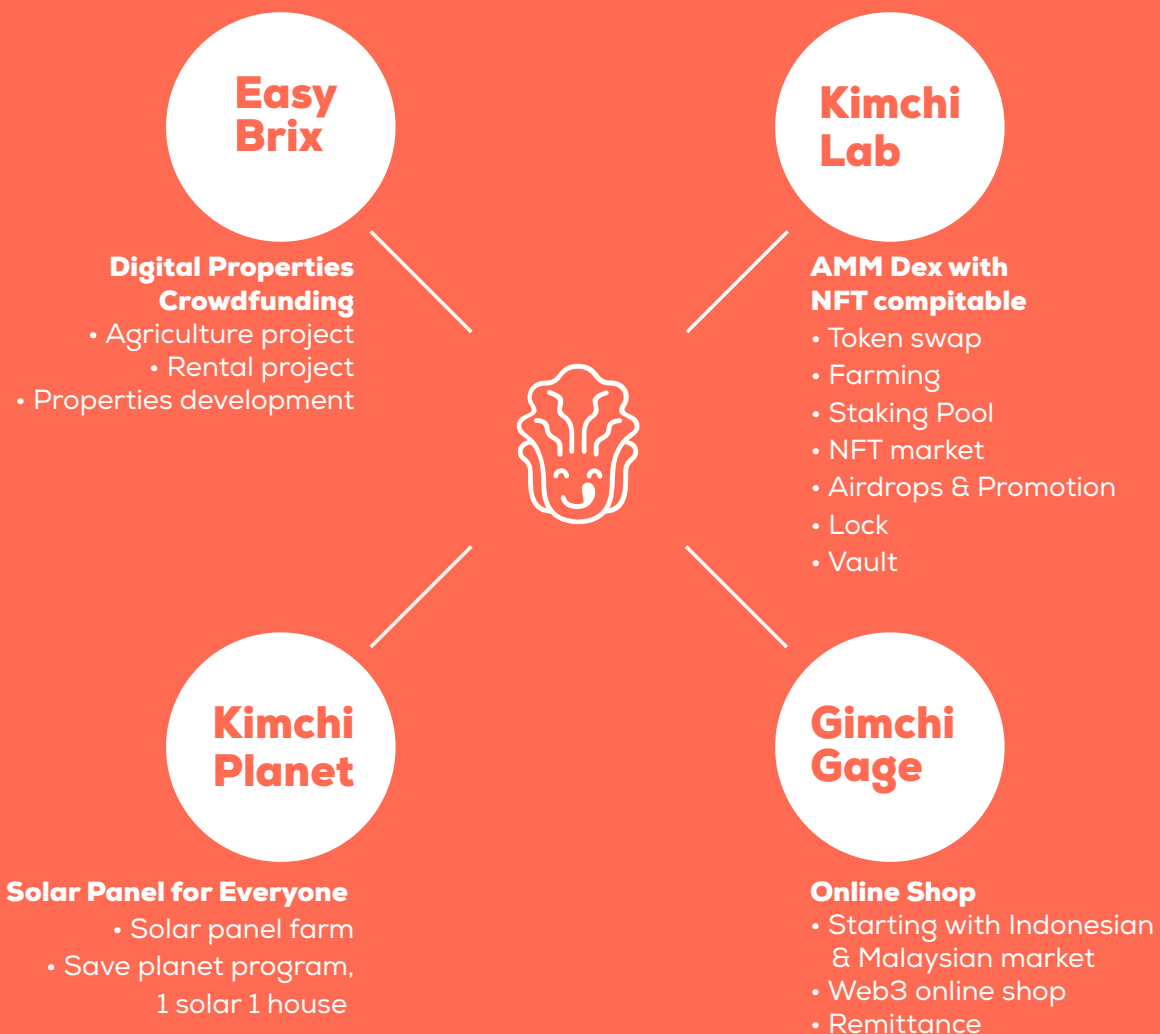 Easy
Brix
Digital Properties
Crowdfunding
• Agriculture project
• Rental project
• Properties development
Kimchi
Lab
AMM Dex with
NFT compitable
• Token swap
• Farming
• Staking Pool
• NFT market
• Airdrops & Promotion
• Lock
• Vault
Kimchi
Planet
Solar Panel for Everyone
• Solar panel farm
• Save planet program,
1 solar 1 house
Gimchi
Gage
Online Shop
• Starting with Indonesian
& Malaysian market
• Web3 online shop
• Remittance